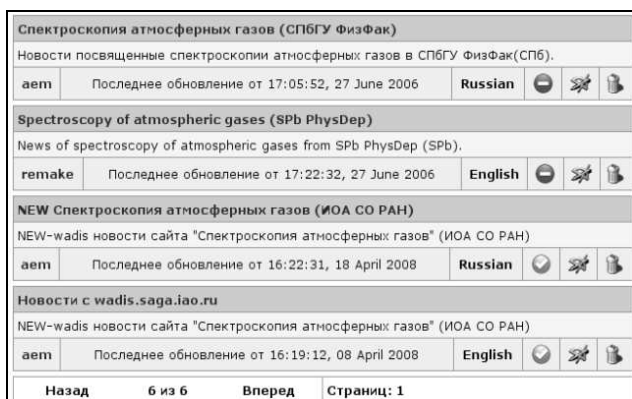 Спектроскопия атмосферных газов (СПбГУ ФизФак)
Новости посвященные спектроскопии атмосферных газов в СПбГУ ФизФак(СПб).
aem Последнее обновление от 17:05:52, 27 June 2006 Russian
Spectroscopy of atmospheric gases (SPb PhysDep)
News of spectroscopy of atmospheric gases from SPb PhysDep (SPb).
remake Последнее обновление от 17:22:32, 27 June 2006 English
NEW Спектроскопия атмосферных газов (ИОА СО РАН)
NEW-wadis новости сайта "Спектроскопия атмосферных газов" (ИОА СО РАН)
aem Последнее обновление от 16:22:31, 18 April 2008 Russian
Новости с wadis.saga.iao.ru
NEW-wadis новости сайта "Спектроскопия атмосферных газов" (ИОА СО РАН)
aem Последнее обновление от 16:19:12, 08 April 2008 English
Назад 6 из 6 Вперед Страниц: 1